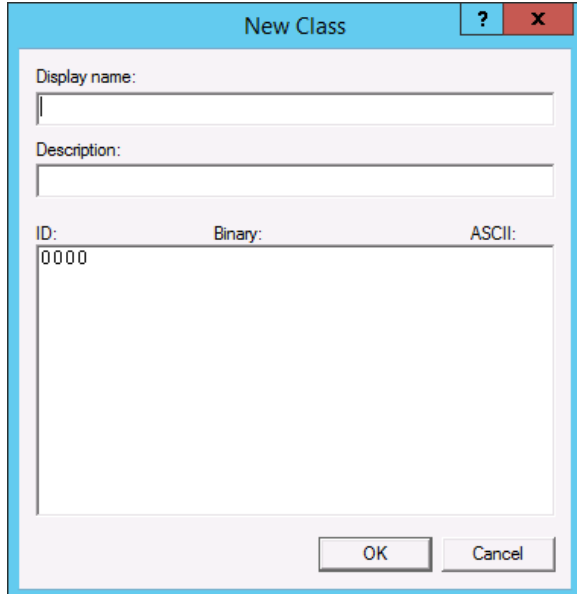 New Class
?
x
Display name:
Description:
ID: Binary: ASCII:
0000
OK Cancel